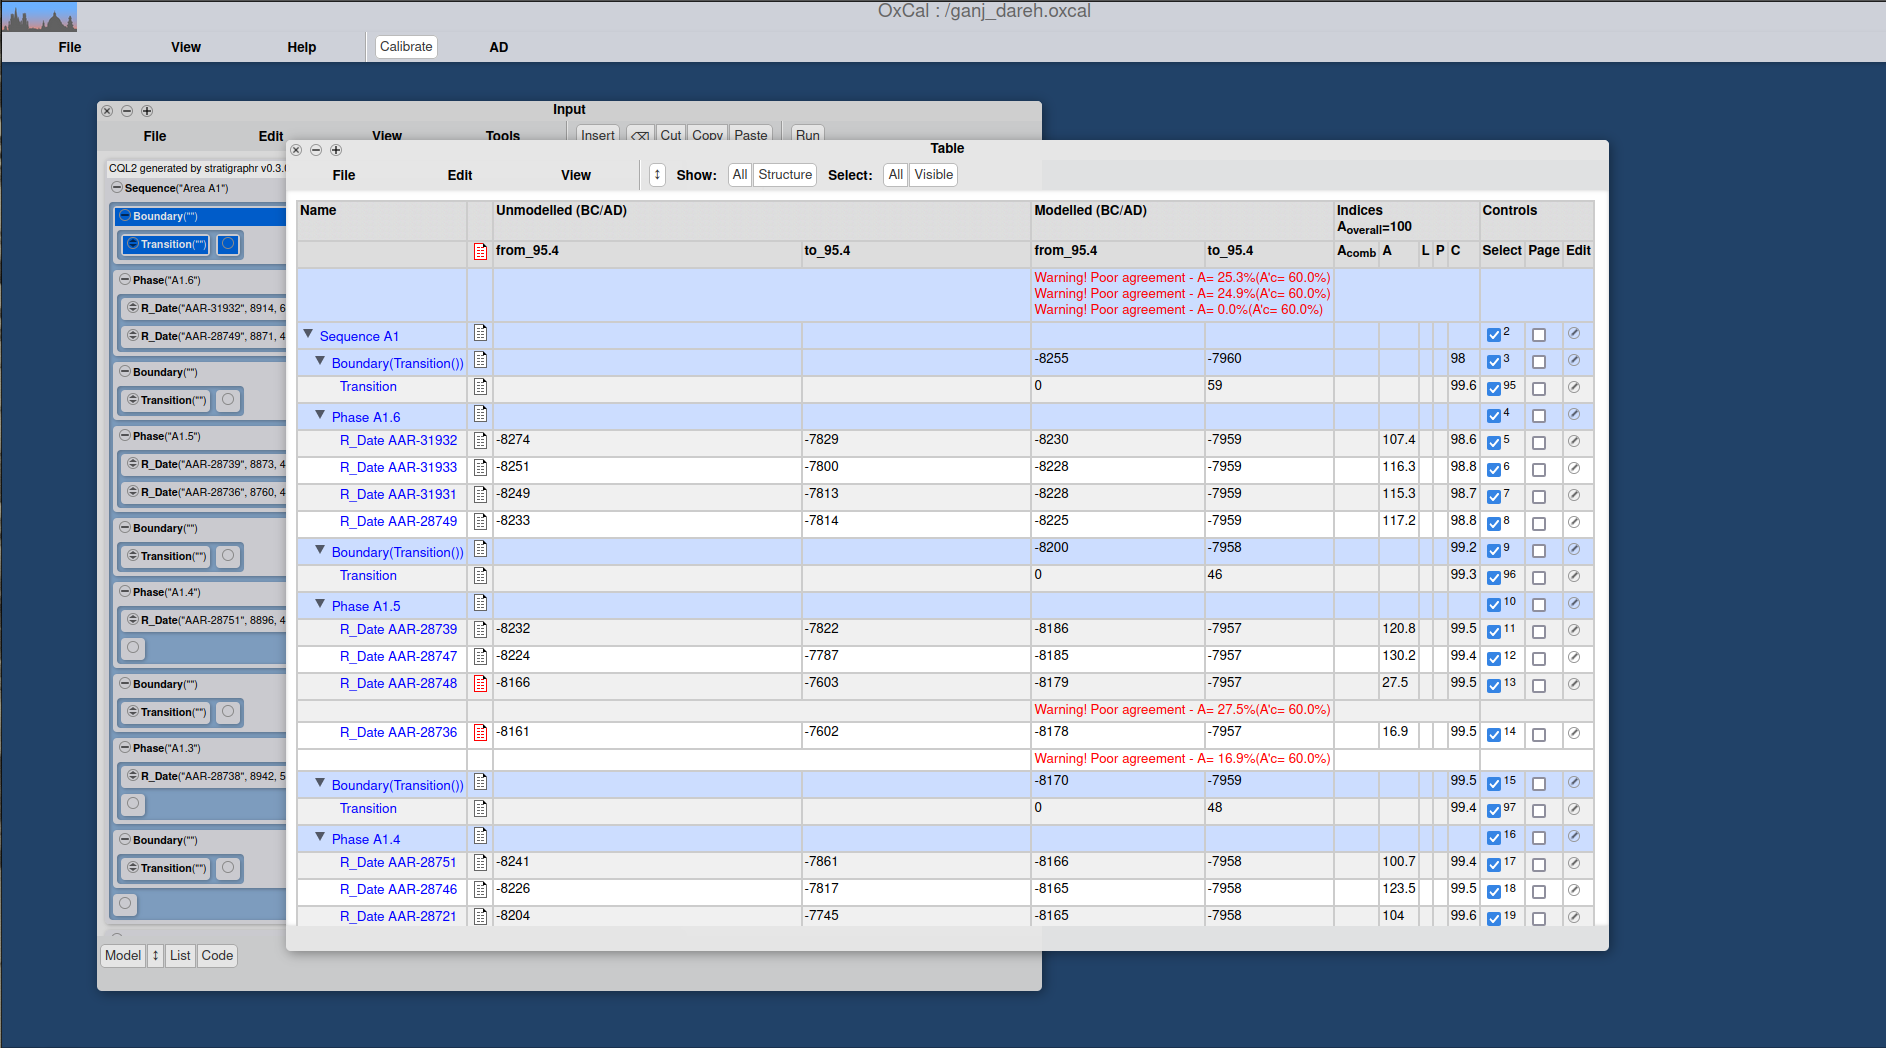 OxCal : /ganj_dareh.oxcal
File View Help Calibrate AD
Input
File Edit View Tools Insert ⌫ Cut Copy Paste Run
CQL2 generated by stratigraphr v0.3.
Sequence("Area A1")
Boundary("")
Transition("")
Phase("A1.6")
R_Date("AAR-31932", 8914, 6
R_Date("AAR-28749", 8871, 4
Boundary("")
Transition("")
Phase("A1.5")
R_Date("AAR-28739", 8873, 4
R_Date("AAR-28736", 8760, 4
Boundary("")
Transition("")
Phase("A1.4")
R_Date("AAR-28751", 8896, 4
Boundary("")
Transition("")
Phase("A1.3")
R_Date("AAR-28738", 8942, 5
Boundary("")
Transition("")
Model ↕ List Code
Table
File Edit View ↕ Show: All Structure Select: All Visible
Name Unmodelled (BC/AD) Modelled (BC/AD) Indices Controls
Aoverall=100
from_95.4 to_95.4 from_95.4 to_95.4 Acomb A L P C Select Page Edit
Warning! Poor agreement - A= 25.3%(A'c= 60.0%)
Warning! Poor agreement - A= 24.9%(A'c= 60.0%)
Warning! Poor agreement - A= 0.0%(A'c= 60.0%)
▼ Sequence A1 2
▼ Boundary(Transition()) -8255 -7960 98 3
Transition 0 59 99.6 95
▼ Phase A1.6 4
R_Date AAR-31932 -8274 -7829 -8230 -7959 107.4 98.6 5
R_Date AAR-31933 -8251 -7800 -8228 -7959 116.3 98.8 6
R_Date AAR-31931 -8249 -7813 -8228 -7959 115.3 98.7 7
R_Date AAR-28749 -8233 -7814 -8225 -7959 117.2 98.8 8
▼ Boundary(Transition()) -8200 -7958 99.2 9
Transition 0 46 99.3 96
▼ Phase A1.5 10
R_Date AAR-28739 -8232 -7822 -8186 -7957 120.8 99.5 11
R_Date AAR-28747 -8224 -7787 -8185 -7957 130.2 99.4 12
R_Date AAR-28748 -8166 -7603 -8179 -7957 27.5 99.5 13
Warning! Poor agreement - A= 27.5%(A'c= 60.0%)
R_Date AAR-28736 -8161 -7602 -8178 -7957 16.9 99.5 14
Warning! Poor agreement - A= 16.9%(A'c= 60.0%)
▼ Boundary(Transition()) -8170 -7959 99.5 15
Transition 0 48 99.4 97
▼ Phase A1.4 16
R_Date AAR-28751 -8241 -7861 -8166 -7958 100.7 99.4 17
R_Date AAR-28746 -8226 -7817 -8165 -7958 123.5 99.5 18
R_Date AAR-28721 -8204 -7745 -8165 -7958 104 99.6 19